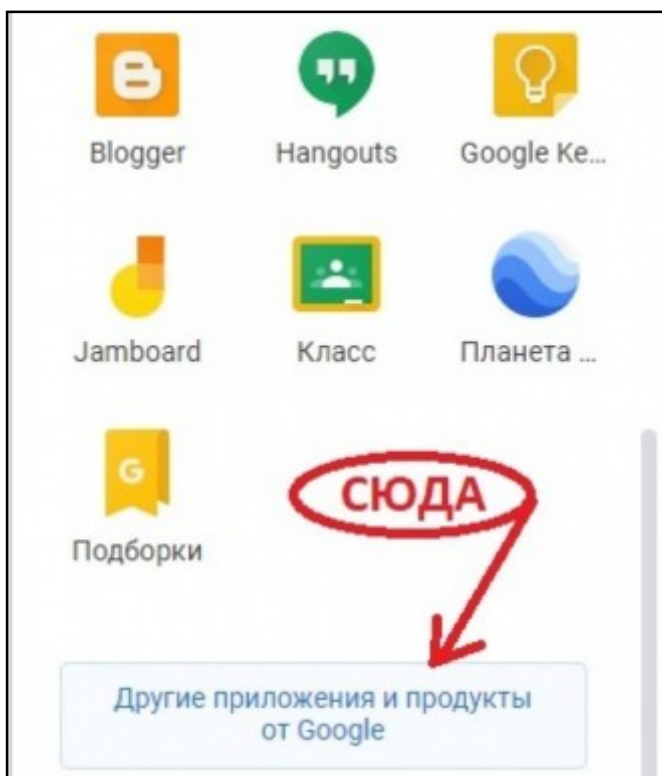 Blogger
Hangouts
Google Ke...
Jamboard
Класс
Планета ...
G
Подборки
СЮДА
Другие приложения и продукты
от Google